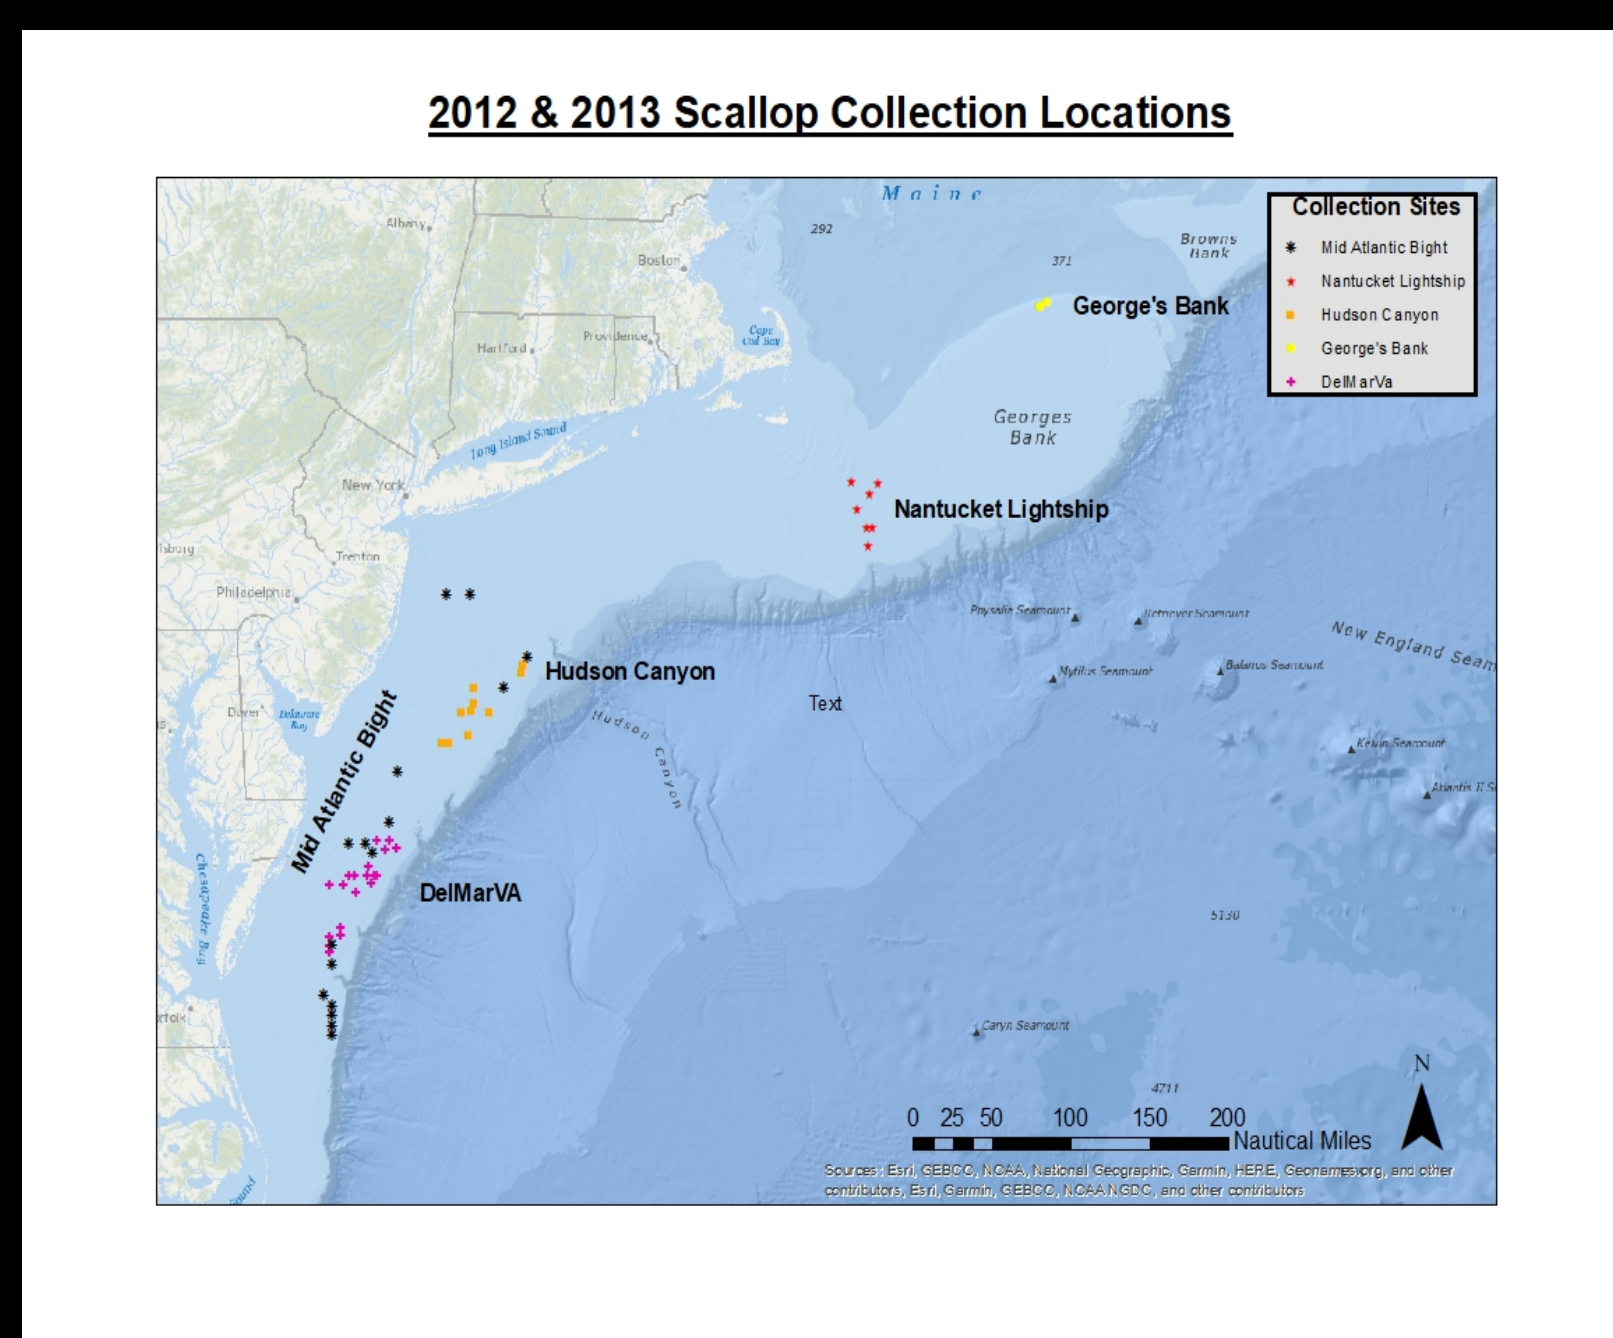 2012 & 2013 Scallop Collection Locations
Maine
Collection Sites
Mid Atlantic Bight
Nantucket Lightship
Hudson Canyon
George's Bank
DelMarVa
Albany
292
Browns
Bank
371
Boston
George's Bank
Cape
Cod Bay
Providence
Hartford
Georges
Bank
Long Island Sound
New York
Nantucket Lightship
Trenton
Philadelphia
Physalia Seamount
Retriever Seamount
New England Seam
Balanus Seamount
Mytilus Seamount
Hudson Canyon
Text
Dover
Delaware
Bay
Hudson Canyon
Kelvin Seamount
Atlantis II S
Mid Atlantic Bight
DelMarVA
Chesapeake Bay
5130
rfolk
Caryn Seamount
N
4711
0 25 50 100 150 200
Nautical Miles
Sources: Esri, GEBCO, NOAA, National Geographic, Garmin, HERE, Geonames.org, and other
contributors, Esri, Garmin, GEBCO, NOAA NGDC, and other contributors
Sound